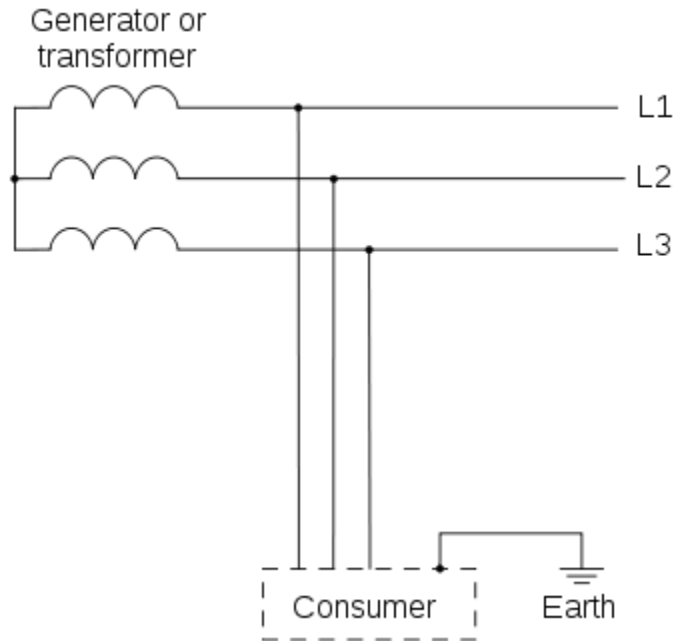 Generator or
transformer
L1
L2
L3
Consumer
Earth